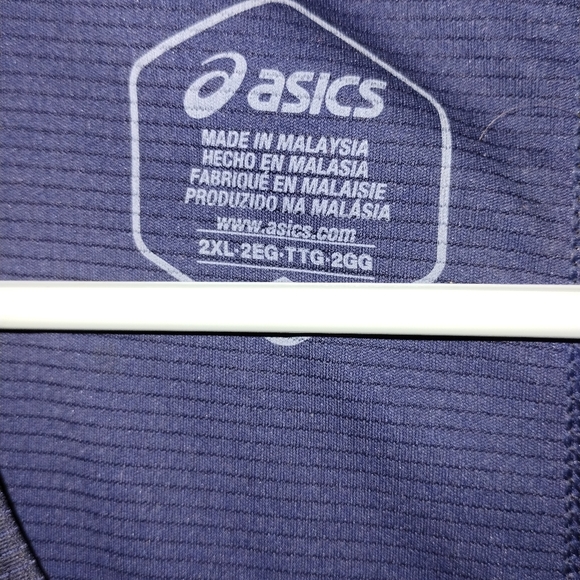 asics
MADE IN MALAYSIA
HECHO EN MALASIA
FABRIQUÉ EN MALAISIE
PRODUZIDO NA MALÁSIA
www.asics.com
2XL·2EG·TTG·2GG